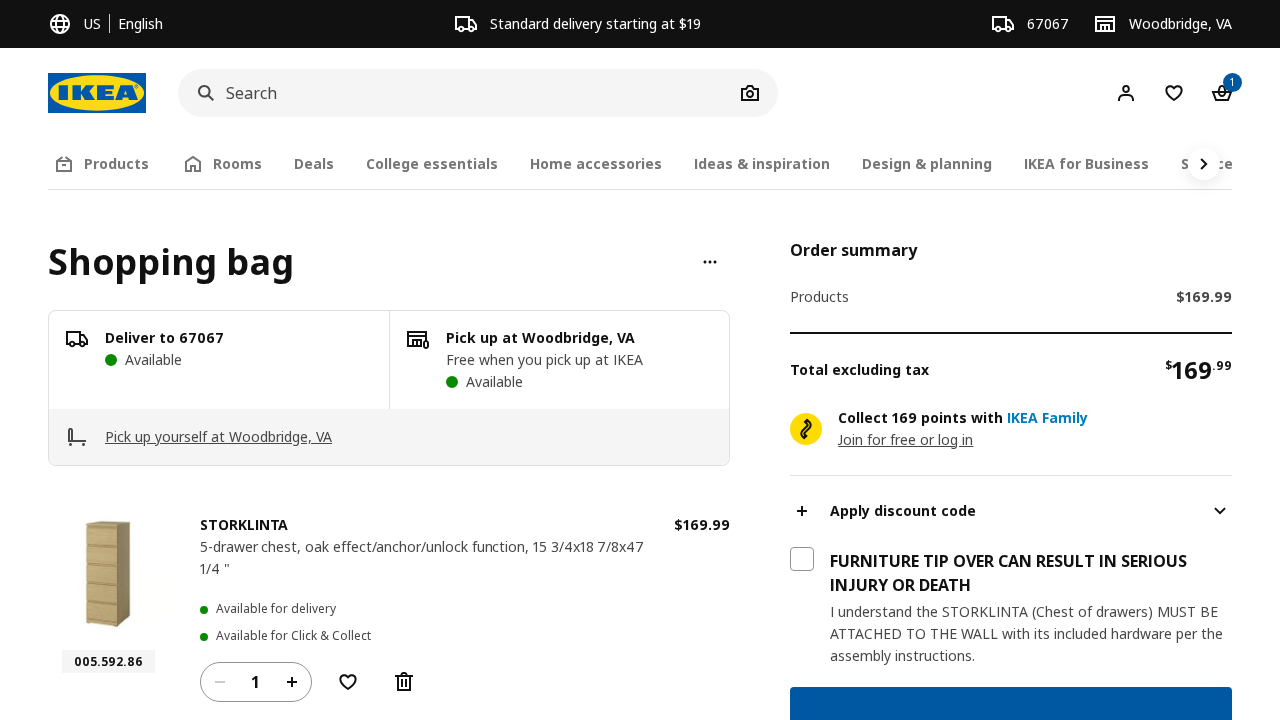 US English
Standard delivery starting at $19
67067
Woodbridge, VA
IKEA
Search
1
Products
Rooms
Deals
College essentials
Home accessories
Ideas & inspiration
Design & planning
IKEA for Business
Shopping bag
Deliver to 67067
Available
Pick up at Woodbridge, VA
Free when you pick up at IKEA
Available
Pick up yourself at Woodbridge, VA
STORKLINTA
$169.99
5-drawer chest, oak effect/anchor/unlock function, 15 3/4x18 7/8x47
1/4 "
Available for delivery
Available for Click & Collect
005.592.86
1
Order summary
Products
$169.99
Total excluding tax
$169.99
Collect 169 points with IKEA Family
Join for free or log in
Apply discount code
FURNITURE TIP OVER CAN RESULT IN SERIOUS
INJURY OR DEATH
I understand the STORKLINTA (Chest of drawers) MUST BE
ATTACHED TO THE WALL with its included hardware per the
assembly instructions.